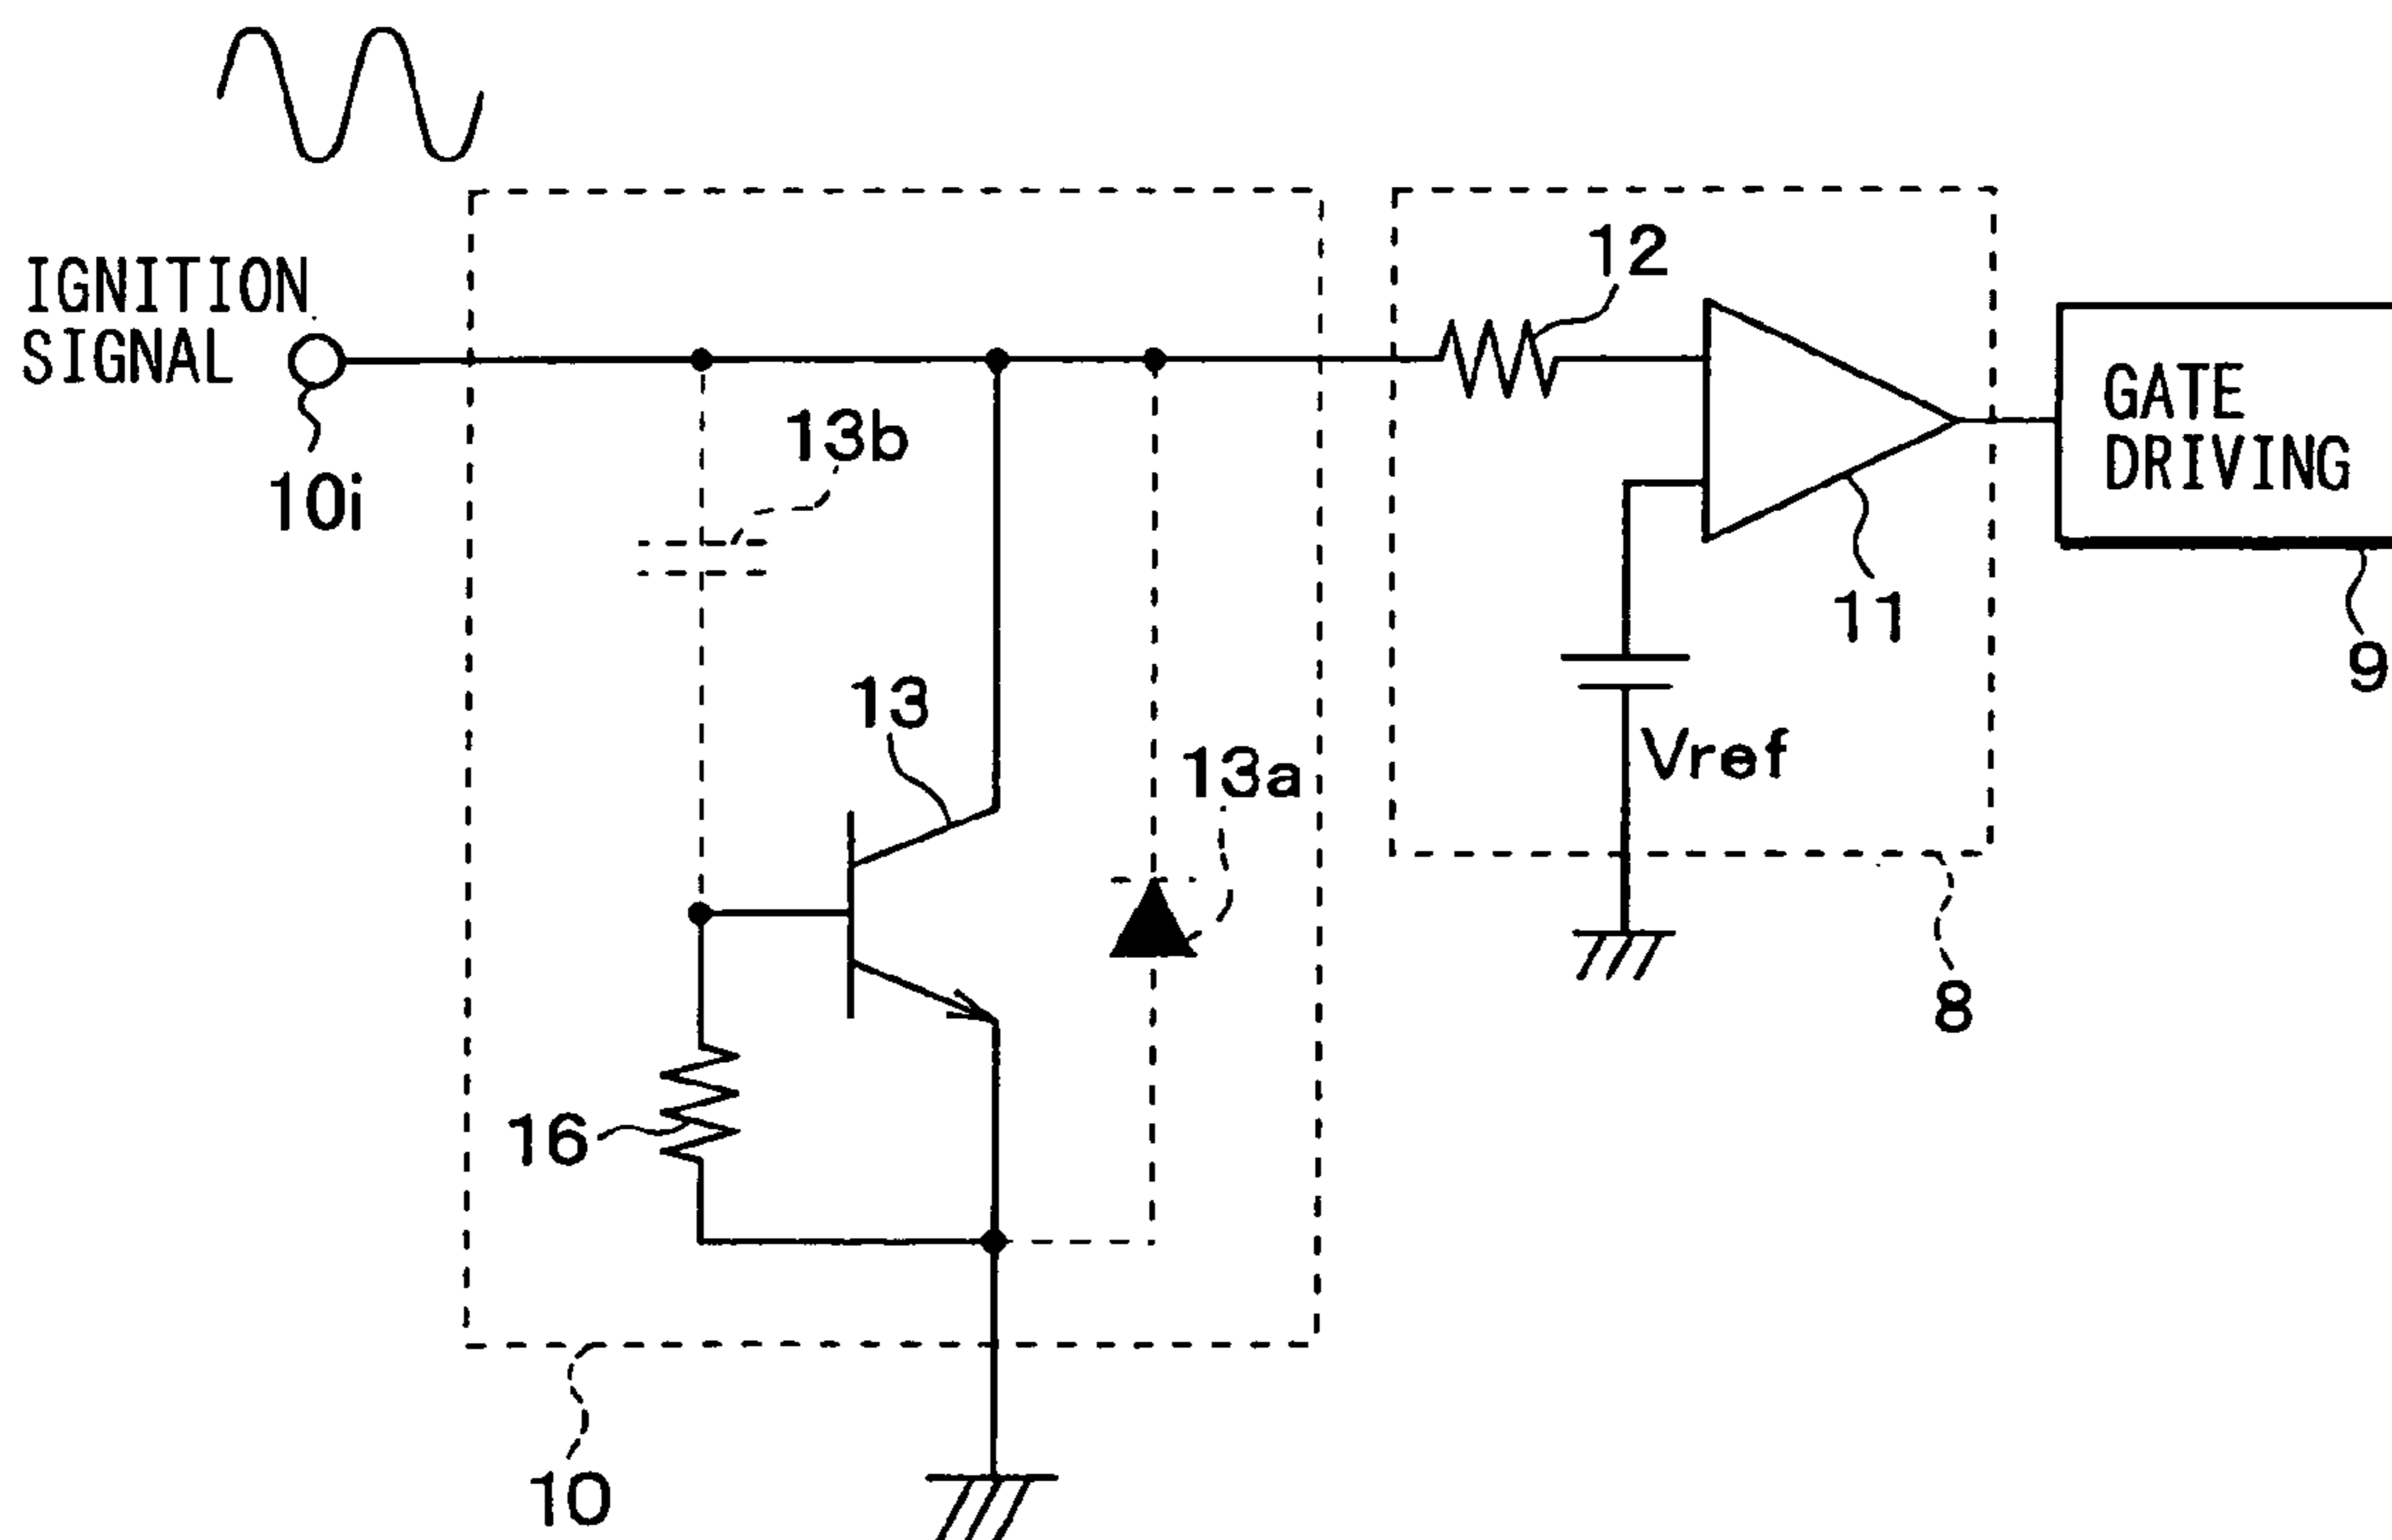 IGNITION
SIGNAL
10i
13b
13
13a
16
10
12
11
Vref
8
GATE
DRIVING
9